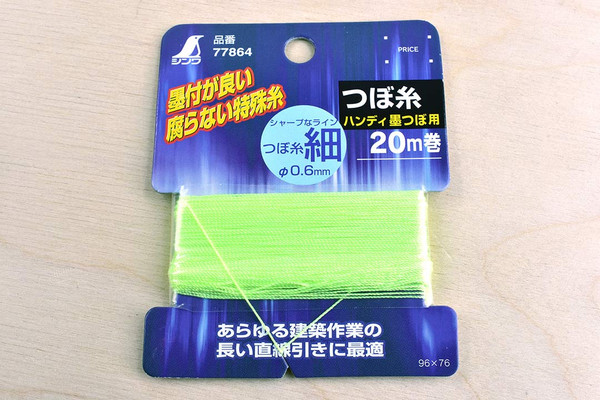 シンワ
品番
77864
PRICE
墨付が良い
腐らない特殊糸
つぼ糸
ハンディ墨つぼ用
20m巻
シャープなライン
つぼ糸 細
φ0.6mm
あらゆる建築作業の
長い直線引きに最適
96×76